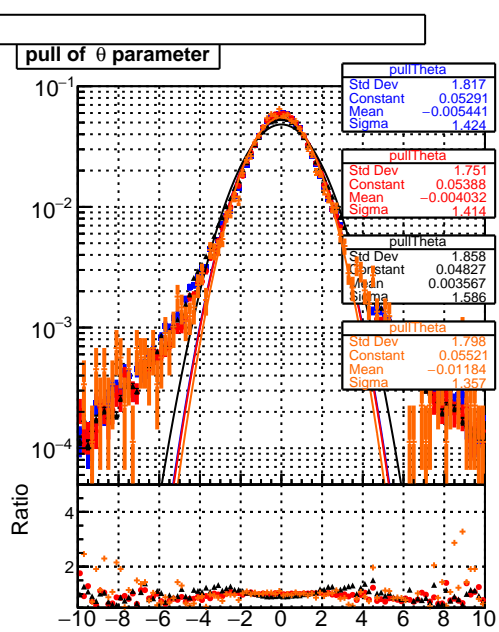 pull of θ parameter
pullTheta
Std Dev 1.817
Constant 0.05291
Mean −0.005441
Sigma 1.424
pullTheta
Std Dev 1.751
Constant 0.05388
Mean −0.004032
Sigma 1.414
pullTheta
Std Dev 1.858
Constant 0.04827
Mean 0.003567
Sigma 1.586
pullTheta
Std Dev 1.798
Constant 0.05521
Mean −0.01184
Sigma 1.357
10⁻¹
10⁻²
10⁻³
10⁻⁴
Ratio
4
2
−10 −8 −6 −4 −2 0 2 4 6 8 10